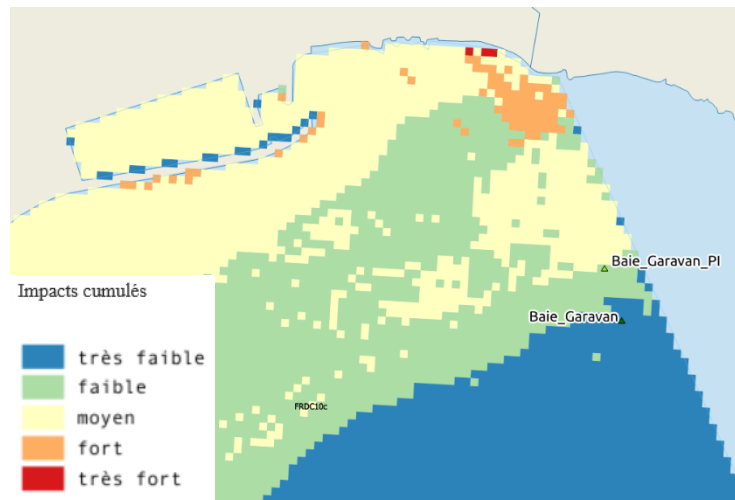 Baie_Garavan_PI
Baie_Garavan
FRDC10c
Impacts cumulés
très faible
faible
moyen
fort
très fort